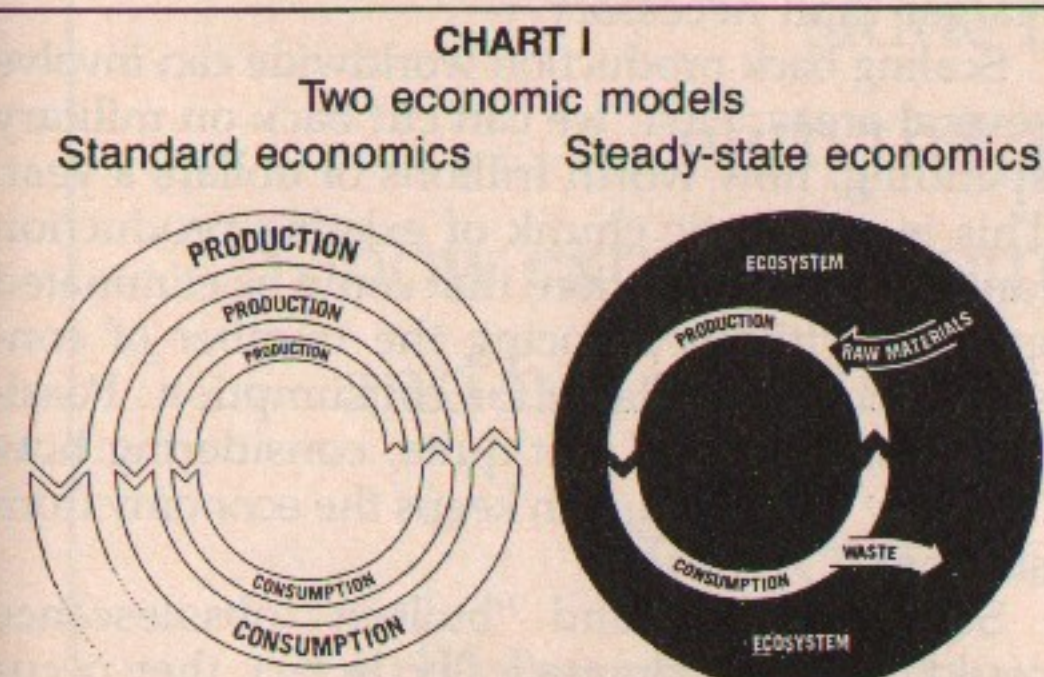 CHART I
Two economic models
Standard economics
Steady-state economics
PRODUCTION
PRODUCTION
PRODUCTION
CONSUMPTION
CONSUMPTION
ECOSYSTEM
PRODUCTION
RAW MATERIALS
WASTE
CONSUMPTION
ECOSYSTEM